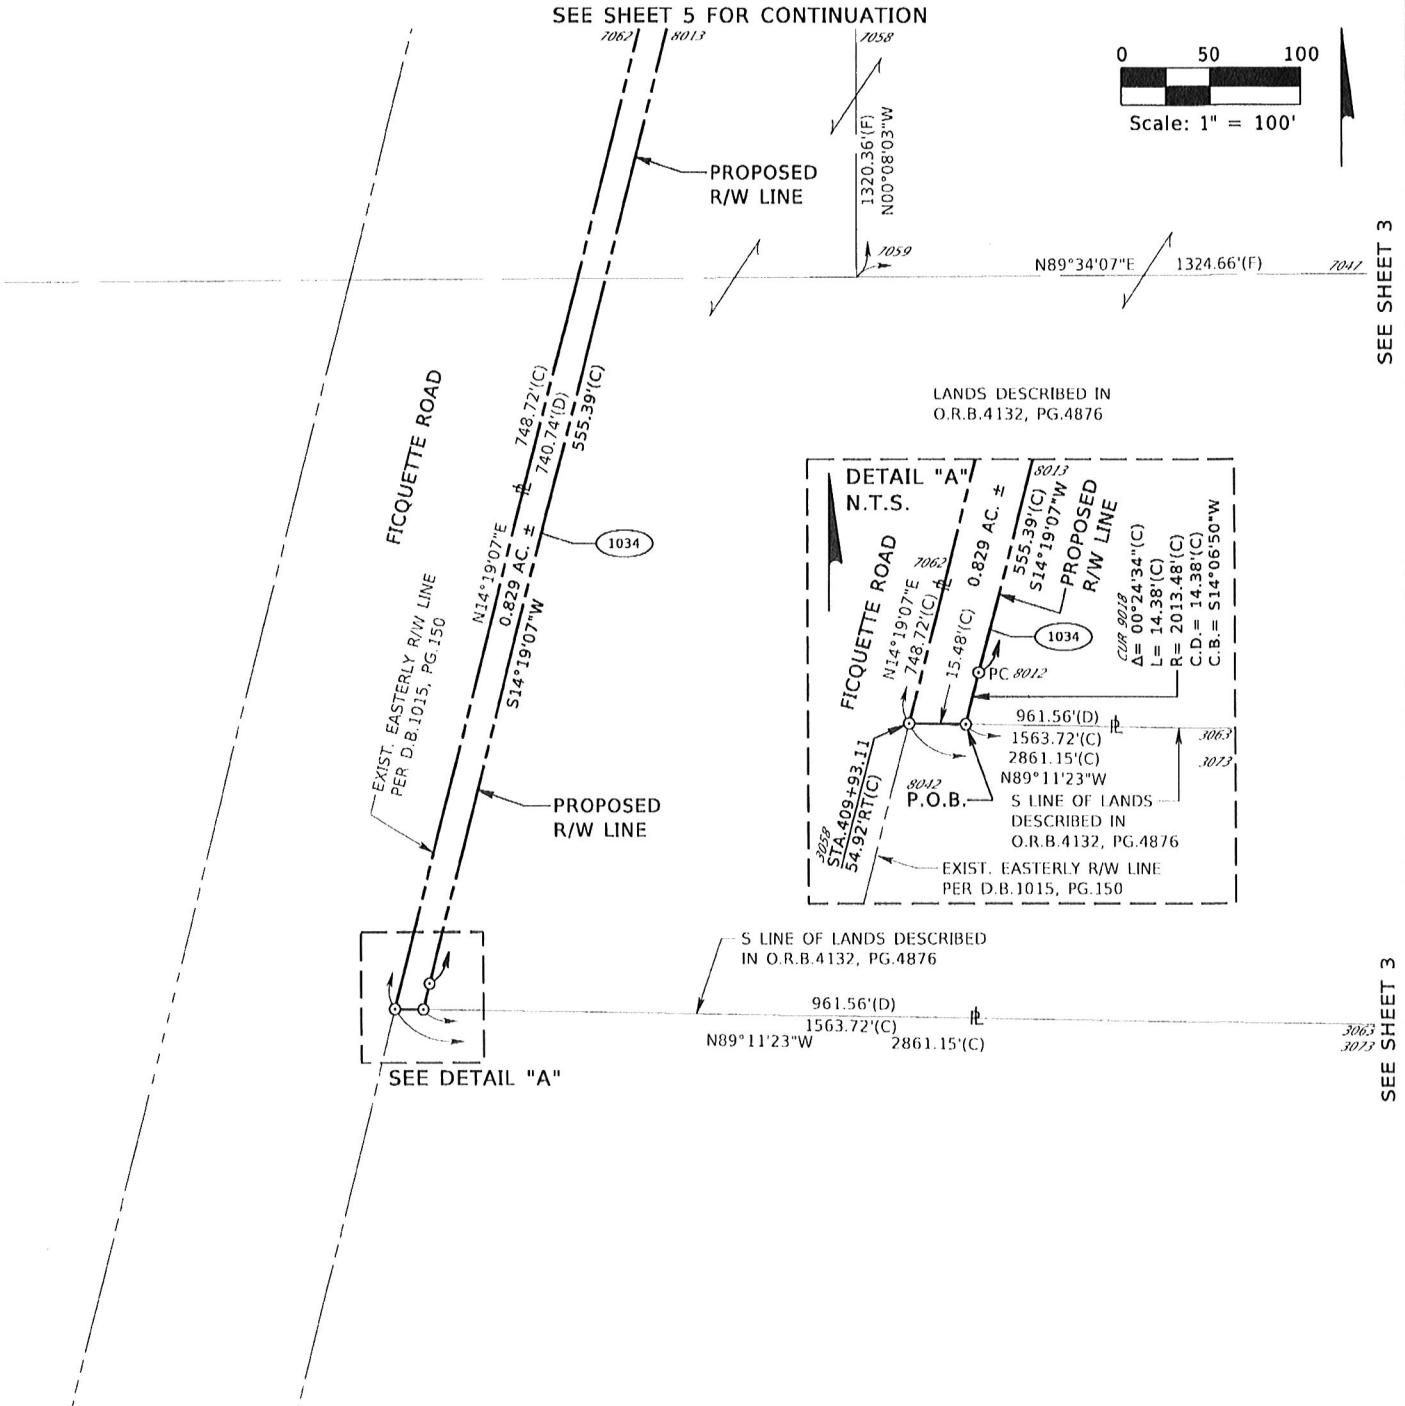 SEE SHEET 5 FOR CONTINUATION
7062
8013
7058
0 50 100
Scale: 1" = 100'
1320.36'(F)
N00°08'03"W
PROPOSED
R/W LINE
7059
N89°34'07"E 1324.66'(F)
7047
SEE SHEET 3
FICQUETTE ROAD
748.72'(C)
740.74'(D)
555.39'(C)
N14°19'07"E
0.829 AC. ±
S14°19'07"W
1034
EXIST. EASTERLY R/W LINE
PER D.B.1015, PG.150
LANDS DESCRIBED IN
O.R.B.4132, PG.4876
DETAIL "A"
N.T.S.
8013
FICQUETTE ROAD
7062
N14°19'07"E
748.72'(C)
0.829 AC. ±
15.48'(C)
555.39'(C)
S14°19'07"W
PROPOSED
R/W LINE
1034
PC 8012
CUR 9018
Δ= 00°24'34"(C)
L= 14.38'(C)
R= 2013.48'(C)
C.D.= 14.38'(C)
C.B.= S14°06'50"W
961.56'(D)
1563.72'(C)
2861.15'(C)
N89°11'23"W
3063
3073
8042
P.O.B.
3058
STA.409+93.11
54.92'RT(C)
S LINE OF LANDS
DESCRIBED IN
O.R.B.4132, PG.4876
EXIST. EASTERLY R/W LINE
PER D.B.1015, PG.150
PROPOSED
R/W LINE
S LINE OF LANDS DESCRIBED
IN O.R.B.4132, PG.4876
961.56'(D)
1563.72'(C)
N89°11'23"W 2861.15'(C)
3063
3073
SEE SHEET 3
SEE DETAIL "A"